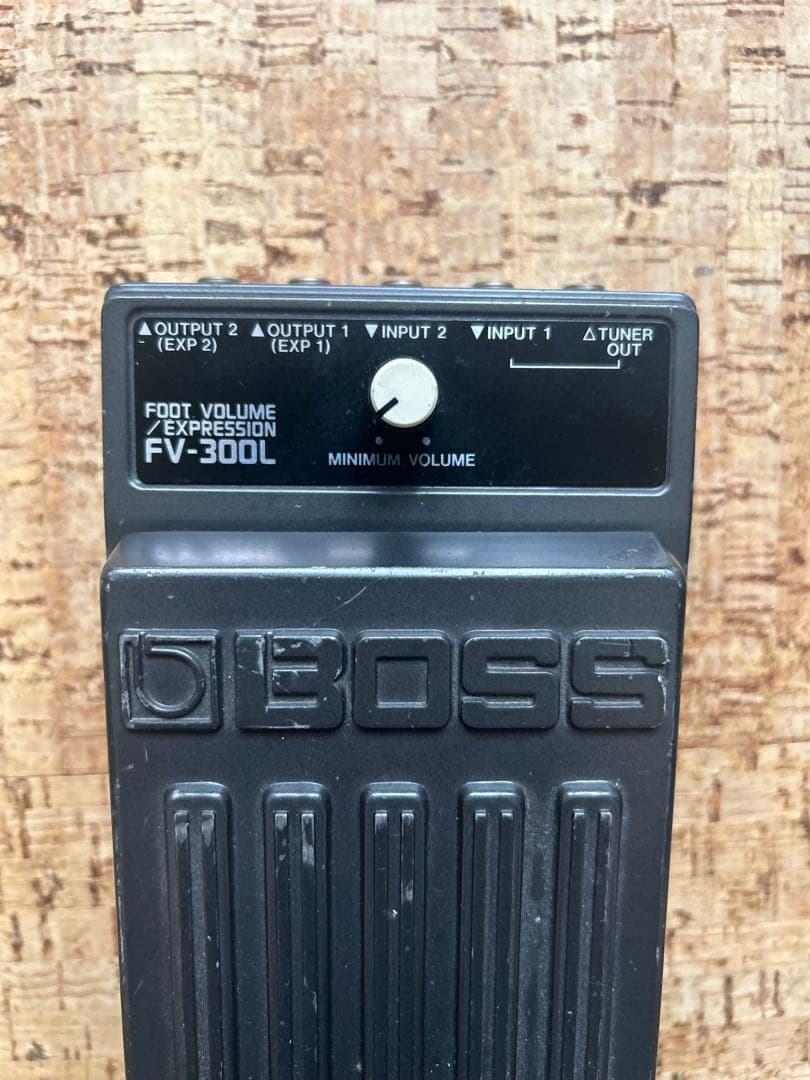 ▲OUTPUT 2 ▲OUTPUT 1 ▼INPUT 2 ▼INPUT 1 △TUNER
(EXP 2) (EXP 1) OUT
FOOT VOLUME
/EXPRESSION
FV-300L
MINIMUM VOLUME
BOSS